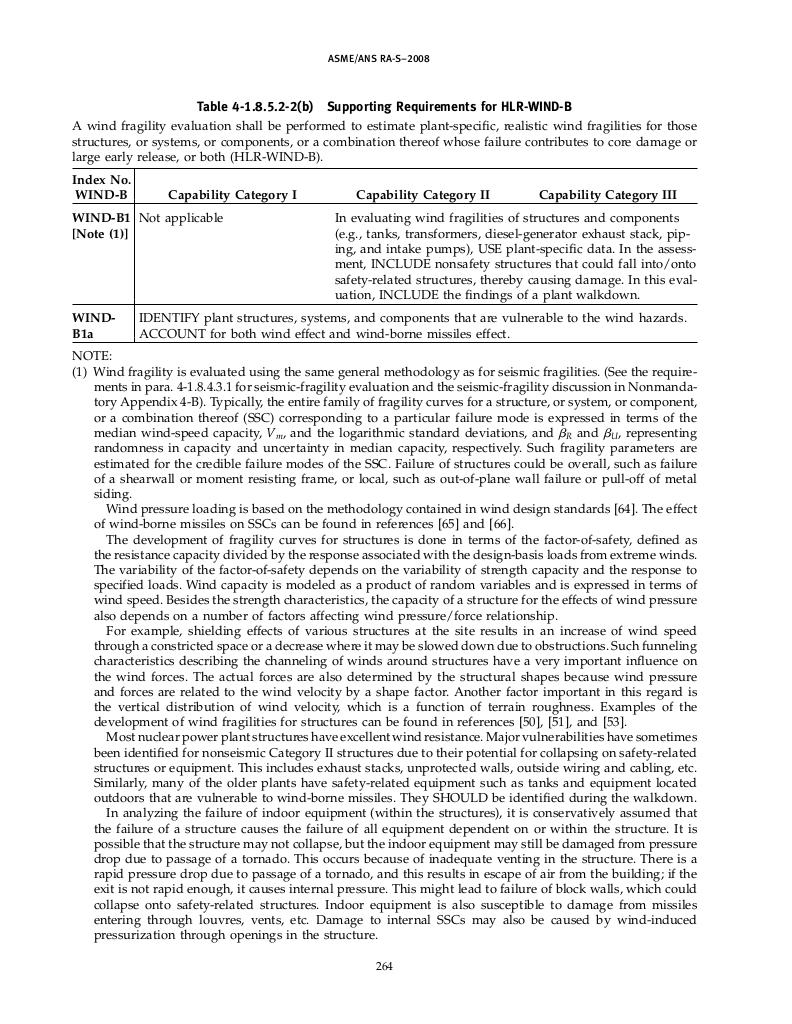 ASME/ANS RA-S–2008
Table 4-1.8.5.2-2(b) Supporting Requirements for HLR-WIND-B
A wind fragility evaluation shall be performed to estimate plant-specific, realistic wind fragilities for those
structures, or systems, or components, or a combination thereof whose failure contributes to core damage or
large early release, or both (HLR-WIND-B).
Index No.
WIND-B Capability Category I Capability Category II Capability Category III
WIND-B1 Not applicable In evaluating wind fragilities of structures and components
[Note (1)] (e.g., tanks, transformers, diesel-generator exhaust stack, pip-
ing, and intake pumps), USE plant-specific data. In the assess-
ment, INCLUDE nonsafety structures that could fall into/onto
safety-related structures, thereby causing damage. In this eval-
uation, INCLUDE the findings of a plant walkdown.
WIND- IDENTIFY plant structures, systems, and components that are vulnerable to the wind hazards.
B1a ACCOUNT for both wind effect and wind-borne missiles effect.
NOTE:
(1) Wind fragility is evaluated using the same general methodology as for seismic fragilities. (See the require-
ments in para. 4-1.8.4.3.1 for seismic-fragility evaluation and the seismic-fragility discussion in Nonmanda-
tory Appendix 4-B). Typically, the entire family of fragility curves for a structure, or system, or component,
or a combination thereof (SSC) corresponding to a particular failure mode is expressed in terms of the
median wind-speed capacity, Vm, and the logarithmic standard deviations, and βR and βU, representing
randomness in capacity and uncertainty in median capacity, respectively. Such fragility parameters are
estimated for the credible failure modes of the SSC. Failure of structures could be overall, such as failure
of a shearwall or moment resisting frame, or local, such as out-of-plane wall failure or pull-off of metal
siding.
Wind pressure loading is based on the methodology contained in wind design standards [64]. The effect
of wind-borne missiles on SSCs can be found in references [65] and [66].
The development of fragility curves for structures is done in terms of the factor-of-safety, defined as
the resistance capacity divided by the response associated with the design-basis loads from extreme winds.
The variability of the factor-of-safety depends on the variability of strength capacity and the response to
specified loads. Wind capacity is modeled as a product of random variables and is expressed in terms of
wind speed. Besides the strength characteristics, the capacity of a structure for the effects of wind pressure
also depends on a number of factors affecting wind pressure/force relationship.
For example, shielding effects of various structures at the site results in an increase of wind speed
through a constricted space or a decrease where it may be slowed down due to obstructions. Such funneling
characteristics describing the channeling of winds around structures have a very important influence on
the wind forces. The actual forces are also determined by the structural shapes because wind pressure
and forces are related to the wind velocity by a shape factor. Another factor important in this regard is
the vertical distribution of wind velocity, which is a function of terrain roughness. Examples of the
development of wind fragilities for structures can be found in references [50], [51], and [53].
Most nuclear power plant structures have excellent wind resistance. Major vulnerabilities have sometimes
been identified for nonseismic Category II structures due to their potential for collapsing on safety-related
structures or equipment. This includes exhaust stacks, unprotected walls, outside wiring and cabling, etc.
Similarly, many of the older plants have safety-related equipment such as tanks and equipment located
outdoors that are vulnerable to wind-borne missiles. They SHOULD be identified during the walkdown.
In analyzing the failure of indoor equipment (within the structures), it is conservatively assumed that
the failure of a structure causes the failure of all equipment dependent on or within the structure. It is
possible that the structure may not collapse, but the indoor equipment may still be damaged from pressure
drop due to passage of a tornado. This occurs because of inadequate venting in the structure. There is a
rapid pressure drop due to passage of a tornado, and this results in escape of air from the building; if the
exit is not rapid enough, it causes internal pressure. This might lead to failure of block walls, which could
collapse onto safety-related structures. Indoor equipment is also susceptible to damage from missiles
entering through louvres, vents, etc. Damage to internal SSCs may also be caused by wind-induced
pressurization through openings in the structure.
264